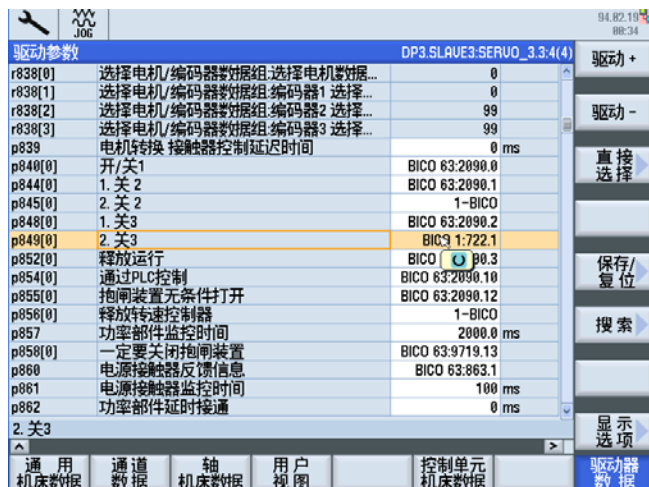 JOG
94.02.19
08:34
驱动参数 DP3.SLAVE3:SERVO_3.3:4(4)
r838[0] 选择电机/编码器数据组:选择电机数据... 0
r838[1] 选择电机/编码器数据组:编码器1 选择... 0
r838[2] 选择电机/编码器数据组:编码器2 选择... 99
r838[3] 选择电机/编码器数据组:编码器3 选择... 99
p839 电机转换 接触器控制延迟时间 0 ms
p840[0] 开/关1 BICO 63:2090.0
p844[0] 1. 关 2 BICO 63:2090.1
p845[0] 2. 关 2 1-BICO
p848[0] 1. 关3 BICO 63:2090.2
p849[0] 2. 关3 BICO 1:722.1
p852[0] 释放运行 BICO 90.3
p854[0] 通过PLC控制 BICO 63:2090.10
p855[0] 抱闸装置无条件打开 BICO 63:2090.12
p856[0] 释放转速控制器 1-BICO
p857 功率部件监控时间 2000.0 ms
p858[0] 一定要关闭抱闸装置 BICO 63:9719.13
p860 电源接触器反馈信息 BICO 63:863.1
p861 电源接触器监控时间 100 ms
p862 功率部件延时接通 0 ms
2. 关3
驱动 +
驱动 -
直 接
选 择
保存/
复 位
搜 索
显 示
选 项
驱动器
数 据
通 用
机床数据
通 道
数 据
轴
机床数据
用 户
视 图
控制单元
机床数据